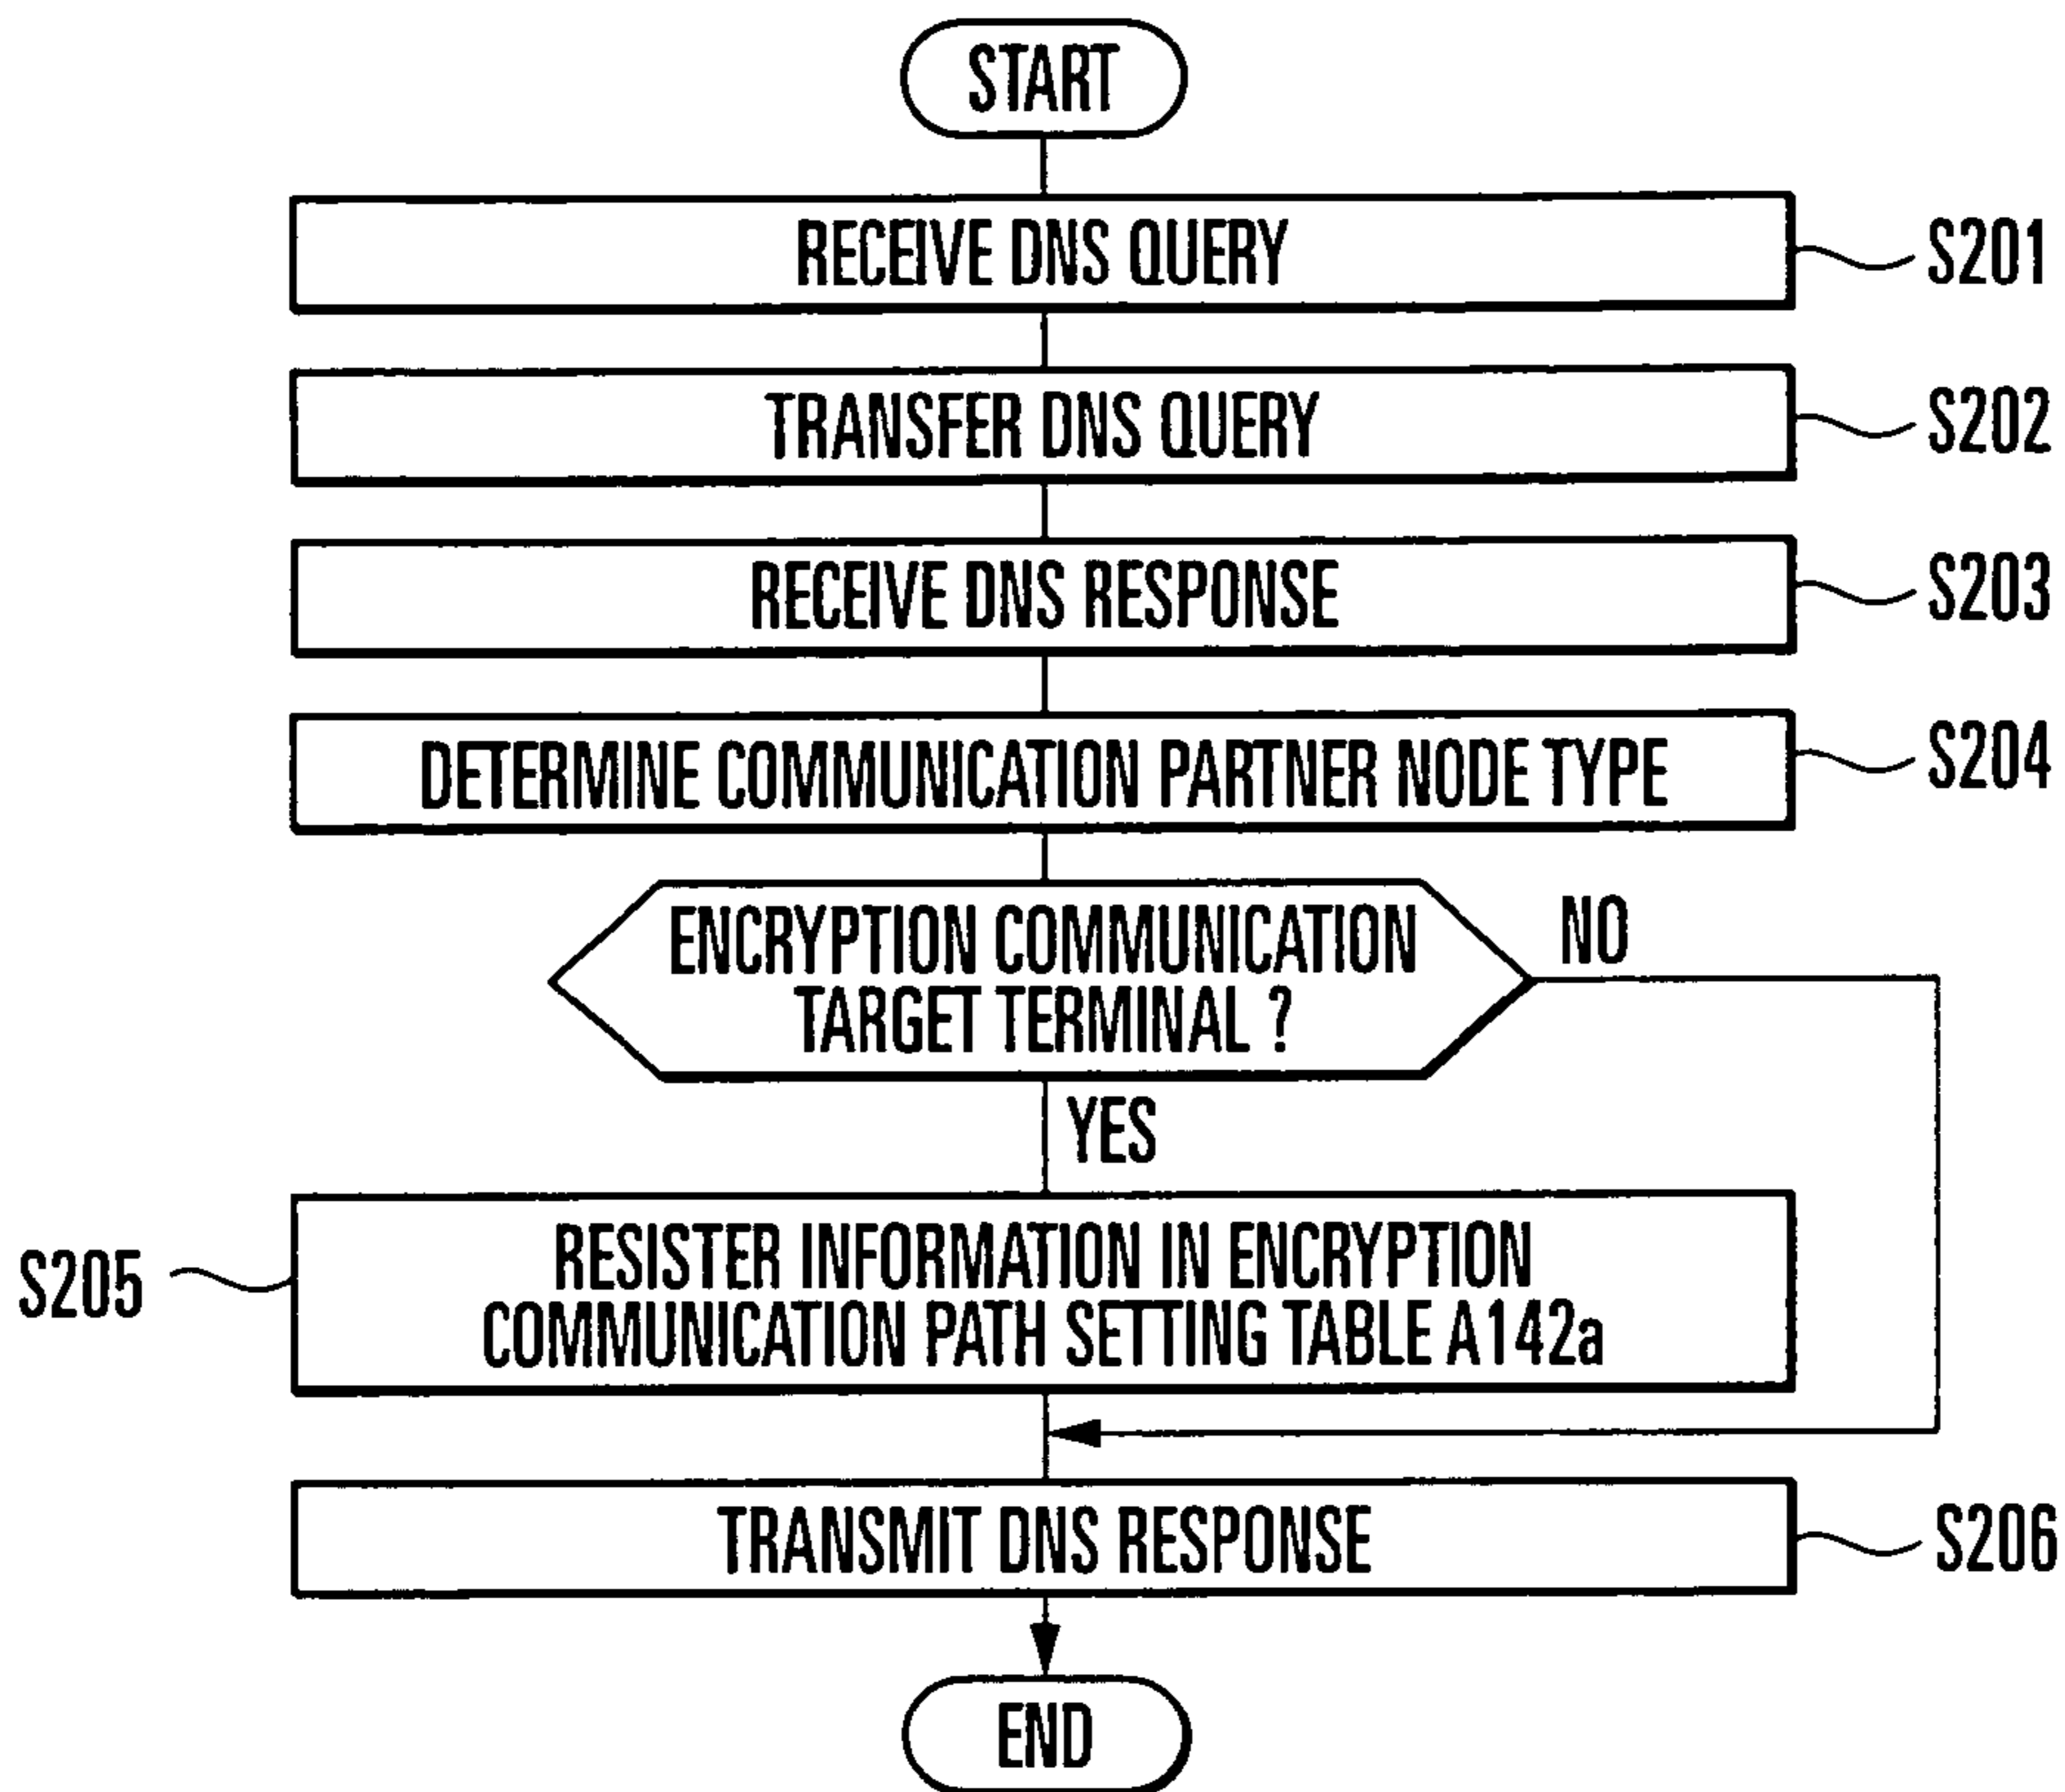 START
RECEIVE DNS QUERY
S201
TRANSFER DNS QUERY
S202
RECEIVE DNS RESPONSE
S203
DETERMINE COMMUNICATION PARTNER NODE TYPE
S204
ENCRYPTION COMMUNICATION
TARGET TERMINAL ?
NO
YES
S205
RESISTER INFORMATION IN ENCRYPTION
COMMUNICATION PATH SETTING TABLE A142a
TRANSMIT DNS RESPONSE
S206
END